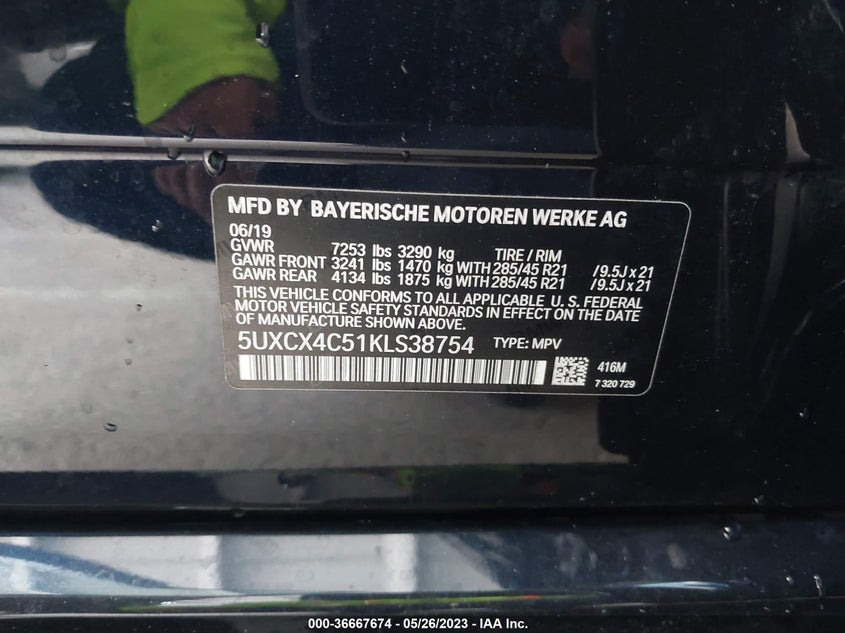 MFD BY BAYERISCHE MOTOREN WERKE AG
06/19
GVWR 7253 lbs 3290 kg TIRE / RIM
GAWR FRONT 3241 lbs 1470 kg WITH 285/45 R21 /9.5J x 21
GAWR REAR 4134 lbs 1875 kg WITH 285/45 R21 /9.5J x 21
THIS VEHICLE CONFORMS TO ALL APPLICABLE U. S. FEDERAL
MOTOR VEHICLE SAFETY STANDARDS IN EFFECT ON THE DATE
OF MANUFACTURE SHOWN ABOVE.
5UXCX4C51KLS38754 TYPE: MPV
416M
7 320 729
000-36667674 / 05/26/2023 - IAA Inc.